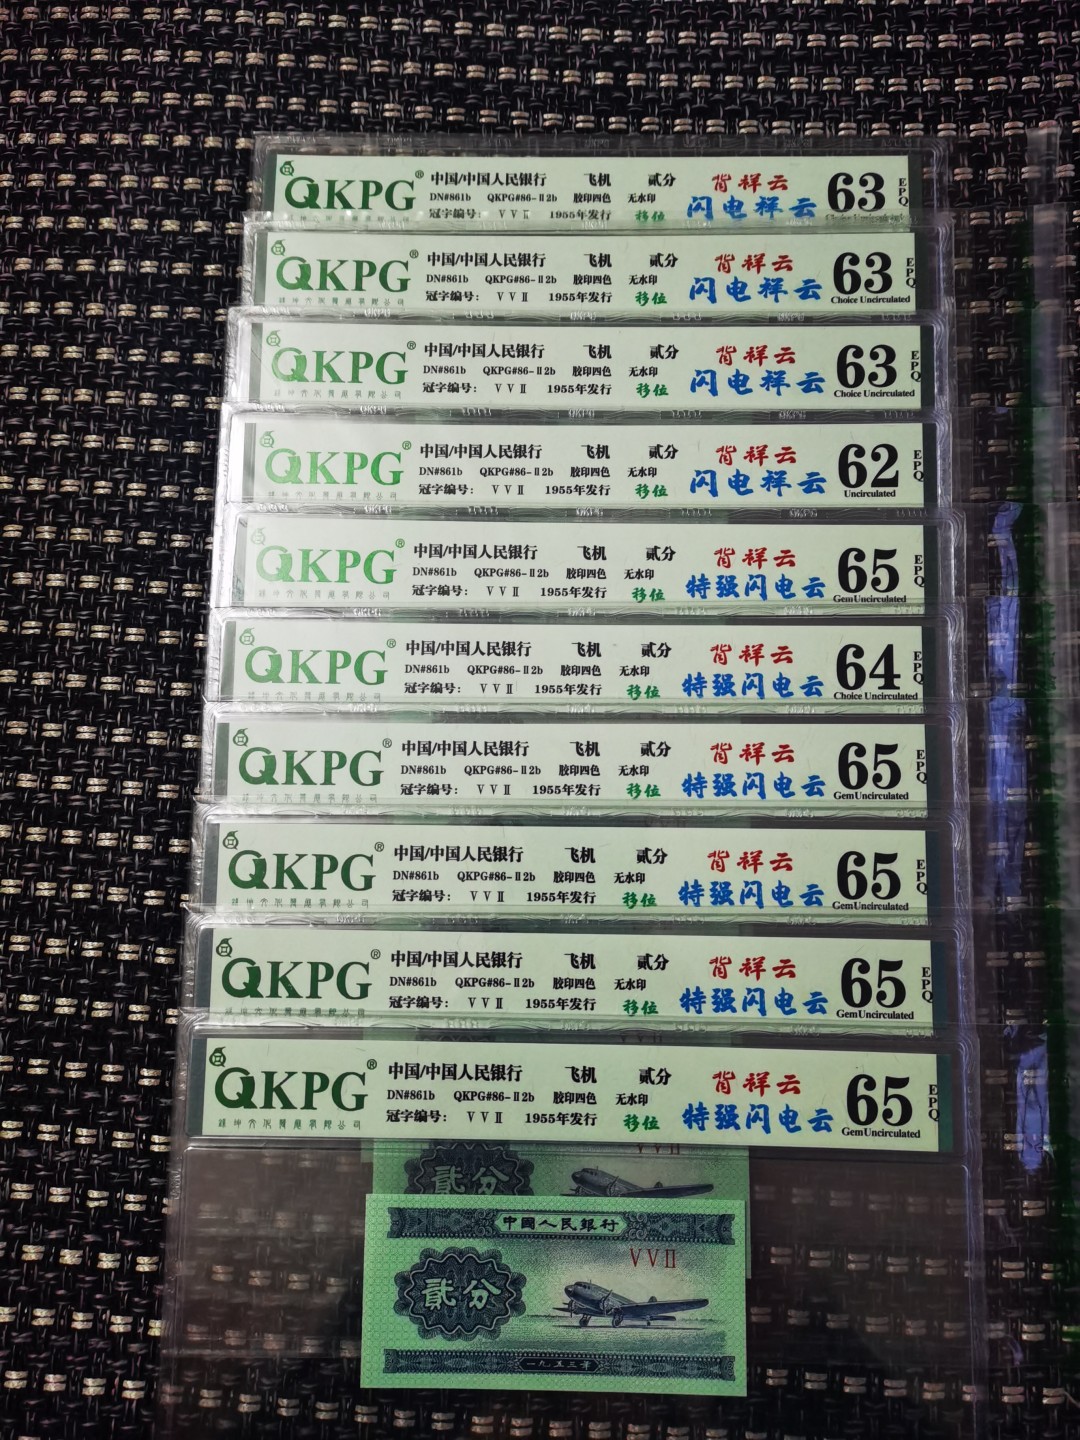 QKPG® 中国/中国人民银行 飞机 贰分 背祥云 63 EPQ
DN#861b QKPG#86-Ⅱ2b 胶印四色 无水印 闪电祥云
冠字编号： V V Ⅱ 1955年发行 移位 Choice Uncirculated
QKPG® 中国/中国人民银行 飞机 贰分 背祥云 63 EPQ
DN#861b QKPG#86-Ⅱ2b 胶印四色 无水印 闪电祥云
冠字编号： V V Ⅱ 1955年发行 移位 Choice Uncirculated
QKPG® 中国/中国人民银行 飞机 贰分 背祥云 63 EPQ
DN#861b QKPG#86-Ⅱ2b 胶印四色 无水印 闪电祥云
冠字编号： V V Ⅱ 1955年发行 移位 Choice Uncirculated
QKPG® 中国/中国人民银行 飞机 贰分 背祥云 62 EPQ
DN#861b QKPG#86-Ⅱ2b 胶印四色 无水印 闪电祥云
冠字编号： V V Ⅱ 1955年发行 移位 Uncirculated
QKPG® 中国/中国人民银行 飞机 贰分 背祥云 65 EPQ
DN#861b QKPG#86-Ⅱ2b 胶印四色 无水印 特强闪电云
冠字编号： V V Ⅱ 1955年发行 移位 Gem Uncirculated
QKPG® 中国/中国人民银行 飞机 贰分 背祥云 64 EPQ
DN#861b QKPG#86-Ⅱ2b 胶印四色 无水印 特强闪电云
冠字编号： V V Ⅱ 1955年发行 移位 Choice Uncirculated
QKPG® 中国/中国人民银行 飞机 贰分 背祥云 65 EPQ
DN#861b QKPG#86-Ⅱ2b 胶印四色 无水印 特强闪电云
冠字编号： V V Ⅱ 1955年发行 移位 Gem Uncirculated
QKPG® 中国/中国人民银行 飞机 贰分 背祥云 65 EPQ
DN#861b QKPG#86-Ⅱ2b 胶印四色 无水印 特强闪电云
冠字编号： V V Ⅱ 1955年发行 移位 Gem Uncirculated
QKPG® 中国/中国人民银行 飞机 贰分 背祥云 65 EPQ
DN#861b QKPG#86-Ⅱ2b 胶印四色 无水印 特强闪电云
冠字编号： V V Ⅱ 1955年发行 移位 Gem Uncirculated
QKPG® 中国/中国人民银行 飞机 贰分 背祥云 65 EPQ
DN#861b QKPG#86-Ⅱ2b 胶印四色 无水印 特强闪电云
冠字编号： V V Ⅱ 1955年发行 移位 Gem Uncirculated
VVⅡ
贰分
中國人民銀行
VVⅡ
贰分
一九五三年